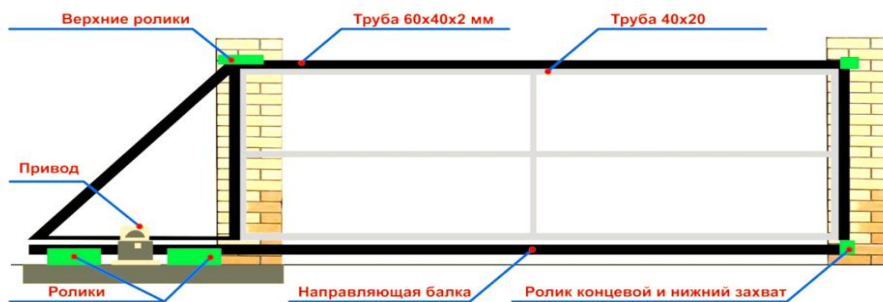 Верхние ролики
Труба 60х40х2 мм
Труба 40х20
Привод
Ролики
Направляющая балка
Ролик концевой и нижний захват